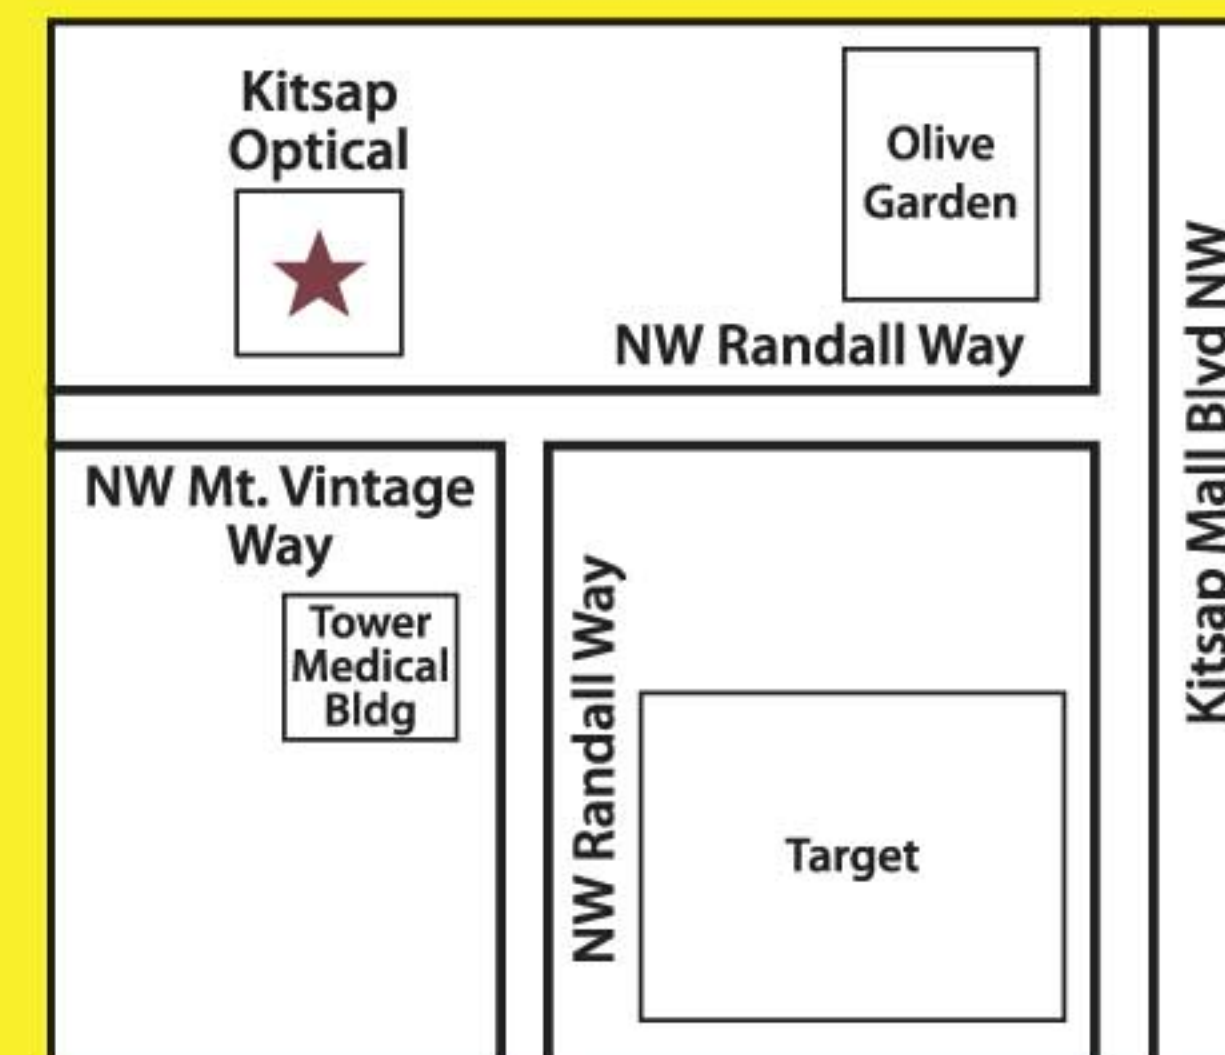 Kitsap
Optical
Olive
Garden
NW Randall Way
Kitsap Mall Blvd NW
NW Mt. Vintage
Way
Tower
Medical
Bldg
NW Randall Way
Target